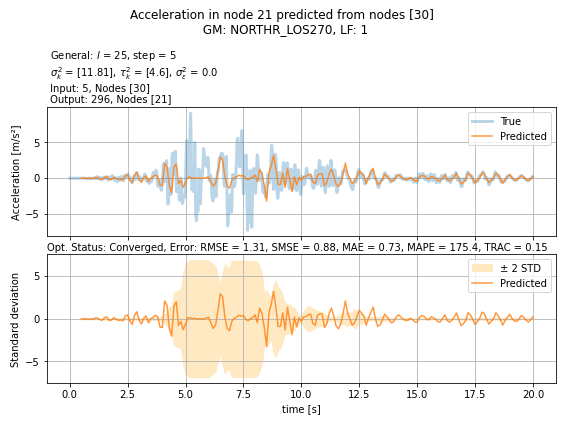 Acceleration in node 21 predicted from nodes [30]
GM: NORTHR_LOS270, LF: 1
General: l = 25, step = 5
σ²ₖ = [11.81], τ²ₖ = [4.6], σ²ε = 0.0
Input: 5, Nodes [30]
Output: 296, Nodes [21]
Acceleration [m/s²]
5
0
−5
True
Predicted
Opt. Status: Converged, Error: RMSE = 1.31, SMSE = 0.88, MAE = 0.73, MAPE = 175.4, TRAC = 0.15
Standard deviation
5
0
−5
± 2 STD
Predicted
0.0 2.5 5.0 7.5 10.0 12.5 15.0 17.5 20.0
time [s]